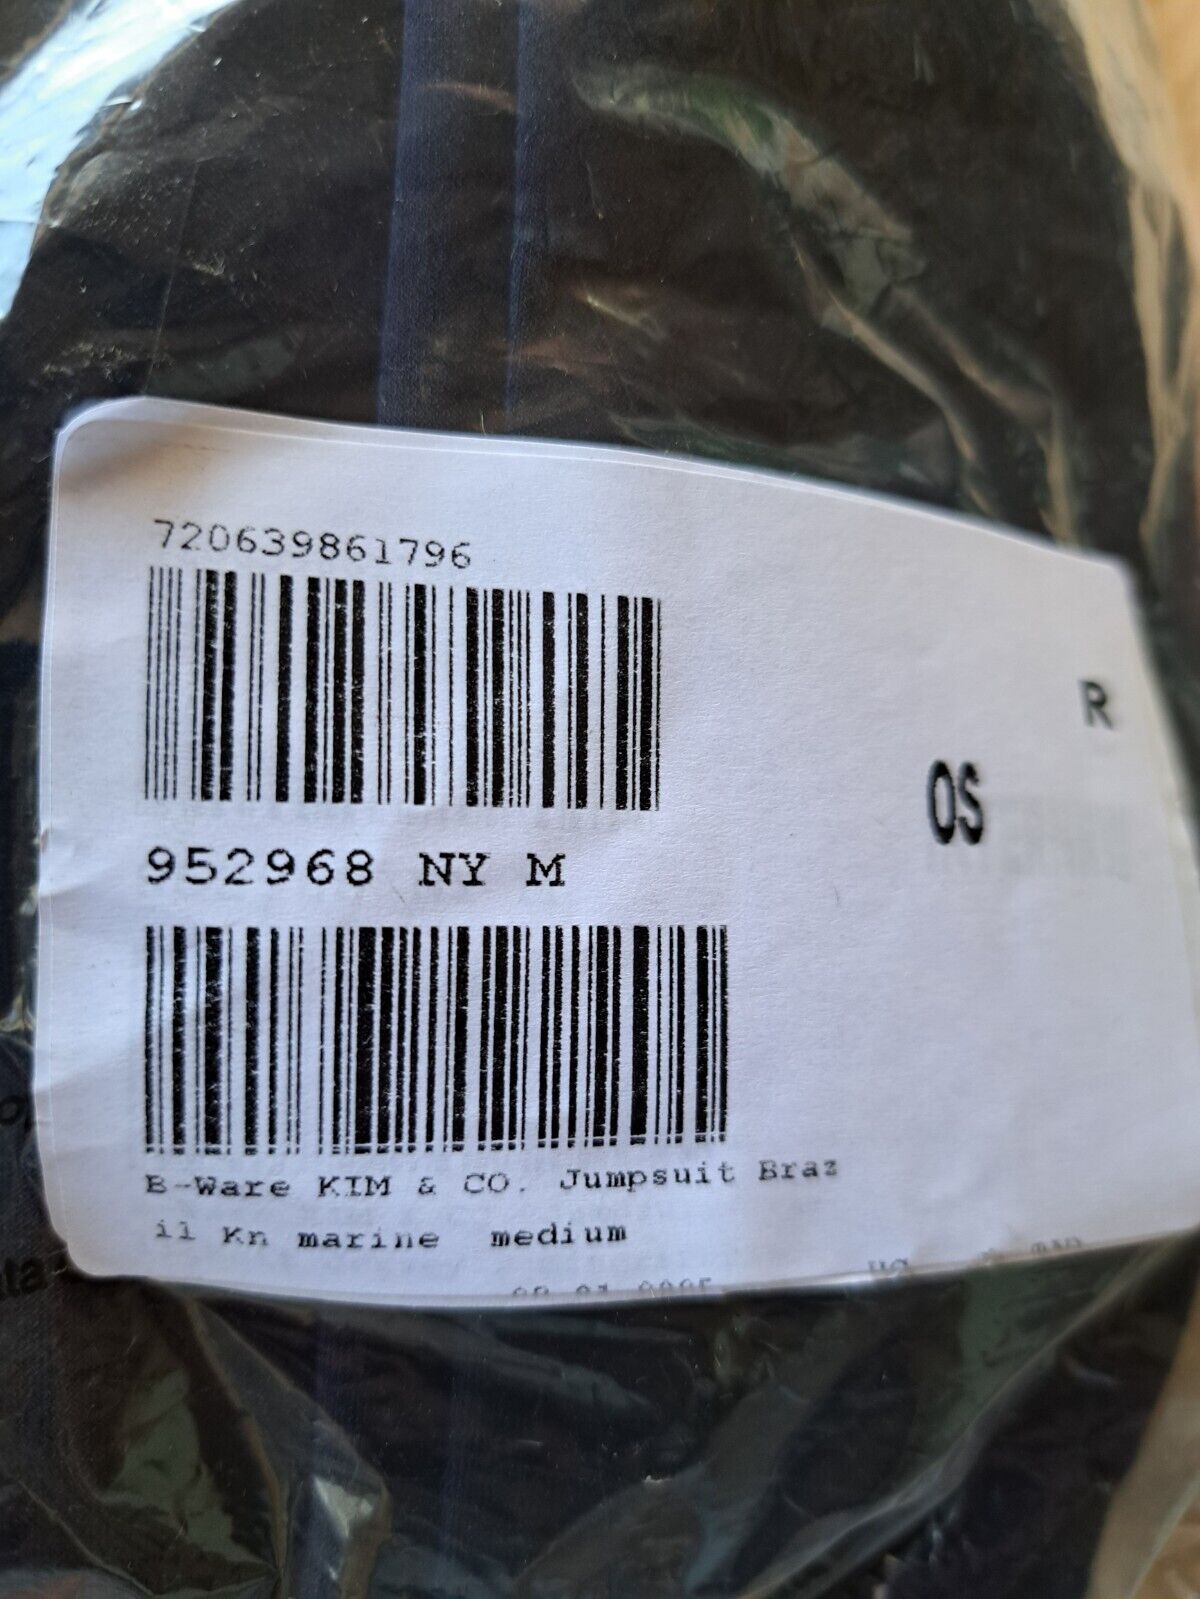 720639861796
R
OS
952968 NY M
B-Ware KIM & CO. Jumpsuit Braz
il Kn marine medium